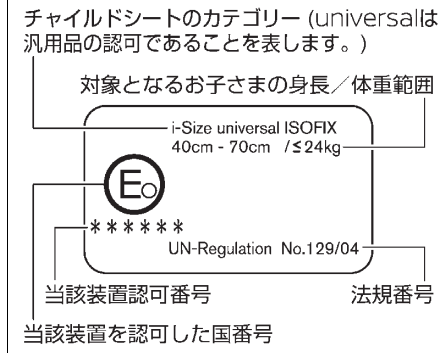 チャイルドシートのカテゴリー (universalは
汎用品の認可であることを表します。)
対象となるお子さまの身長／体重範囲
i-Size universal ISOFIX
40cm - 70cm /≤24kg
E○
******
UN-Regulation No.129/04
当該装置認可番号
法規番号
当該装置を認可した国番号